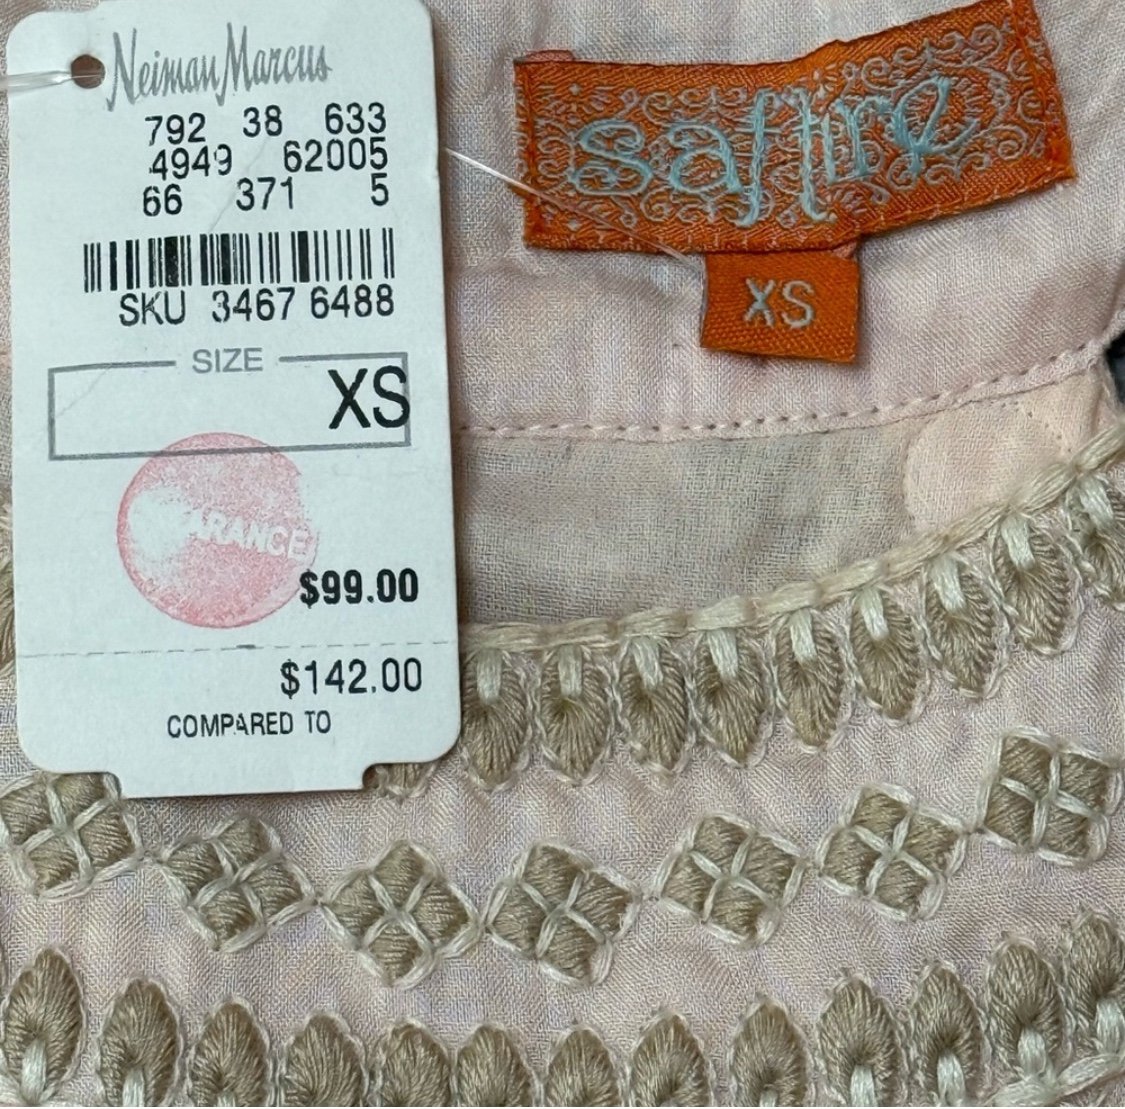 Neiman Marcus
792 38 633
4949 62005
66 371 5
SKU 3467 6488
SIZE
XS
CLEARANCE
$99.00
$142.00
COMPARED TO
saffire
XS